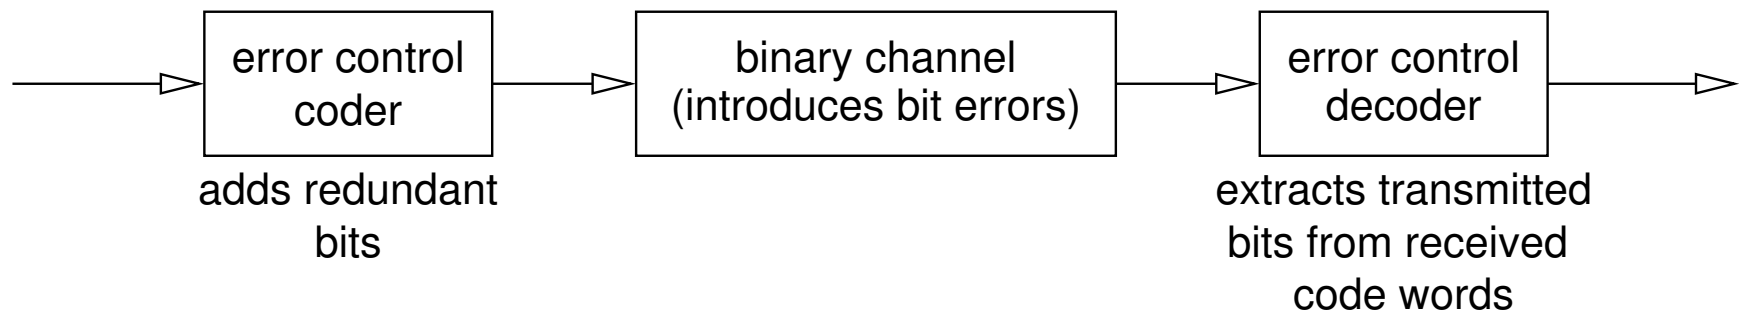 error control
coder
adds redundant
bits
binary channel
(introduces bit errors)
error control
decoder
extracts transmitted
bits from received
code words